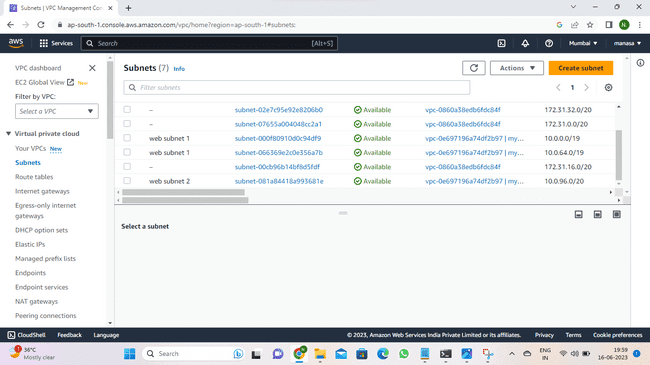 Subnets | VPC Management Con
ap-south-1.console.aws.amazon.com/vpc/home?region=ap-south-1#subnets:
aws Services Search [Alt+S] Mumbai manasa
VPC dashboard
EC2 Global View New
Filter by VPC:
Select a VPC
Virtual private cloud
Your VPCs New
Subnets
Route tables
Internet gateways
Egress-only internet
gateways
DHCP option sets
Elastic IPs
Managed prefix lists
Endpoints
Endpoint services
NAT gateways
Peering connections
Subnets (7) Info Actions Create subnet
Filter subnets 1
– subnet-02e7c95e92e8206b0 Available vpc-0860a38edb6fdc84f 172.31.32.0/20
– subnet-07655a004048cc2a1 Available vpc-0860a38edb6fdc84f 172.31.0.0/20
web subnet 1 subnet-000f80910d0c94df9 Available vpc-0e697196a74df2b97 | my... 10.0.0.0/19
web subnet 1 subnet-066369e2c0e356a7b Available vpc-0e697196a74df2b97 | my... 10.0.64.0/19
– subnet-00cb96b14bf8d5fdf Available vpc-0860a38edb6fdc84f 172.31.16.0/20
web subnet 2 subnet-081a84418a993681e Available vpc-0e697196a74df2b97 | my... 10.0.96.0/20
Select a subnet
CloudShell Feedback Language © 2023, Amazon Web Services India Private Limited or its affiliates. Privacy Terms Cookie preferences
36°C
Mostly clear
Search
ENG
IN
19:59
16-06-2023